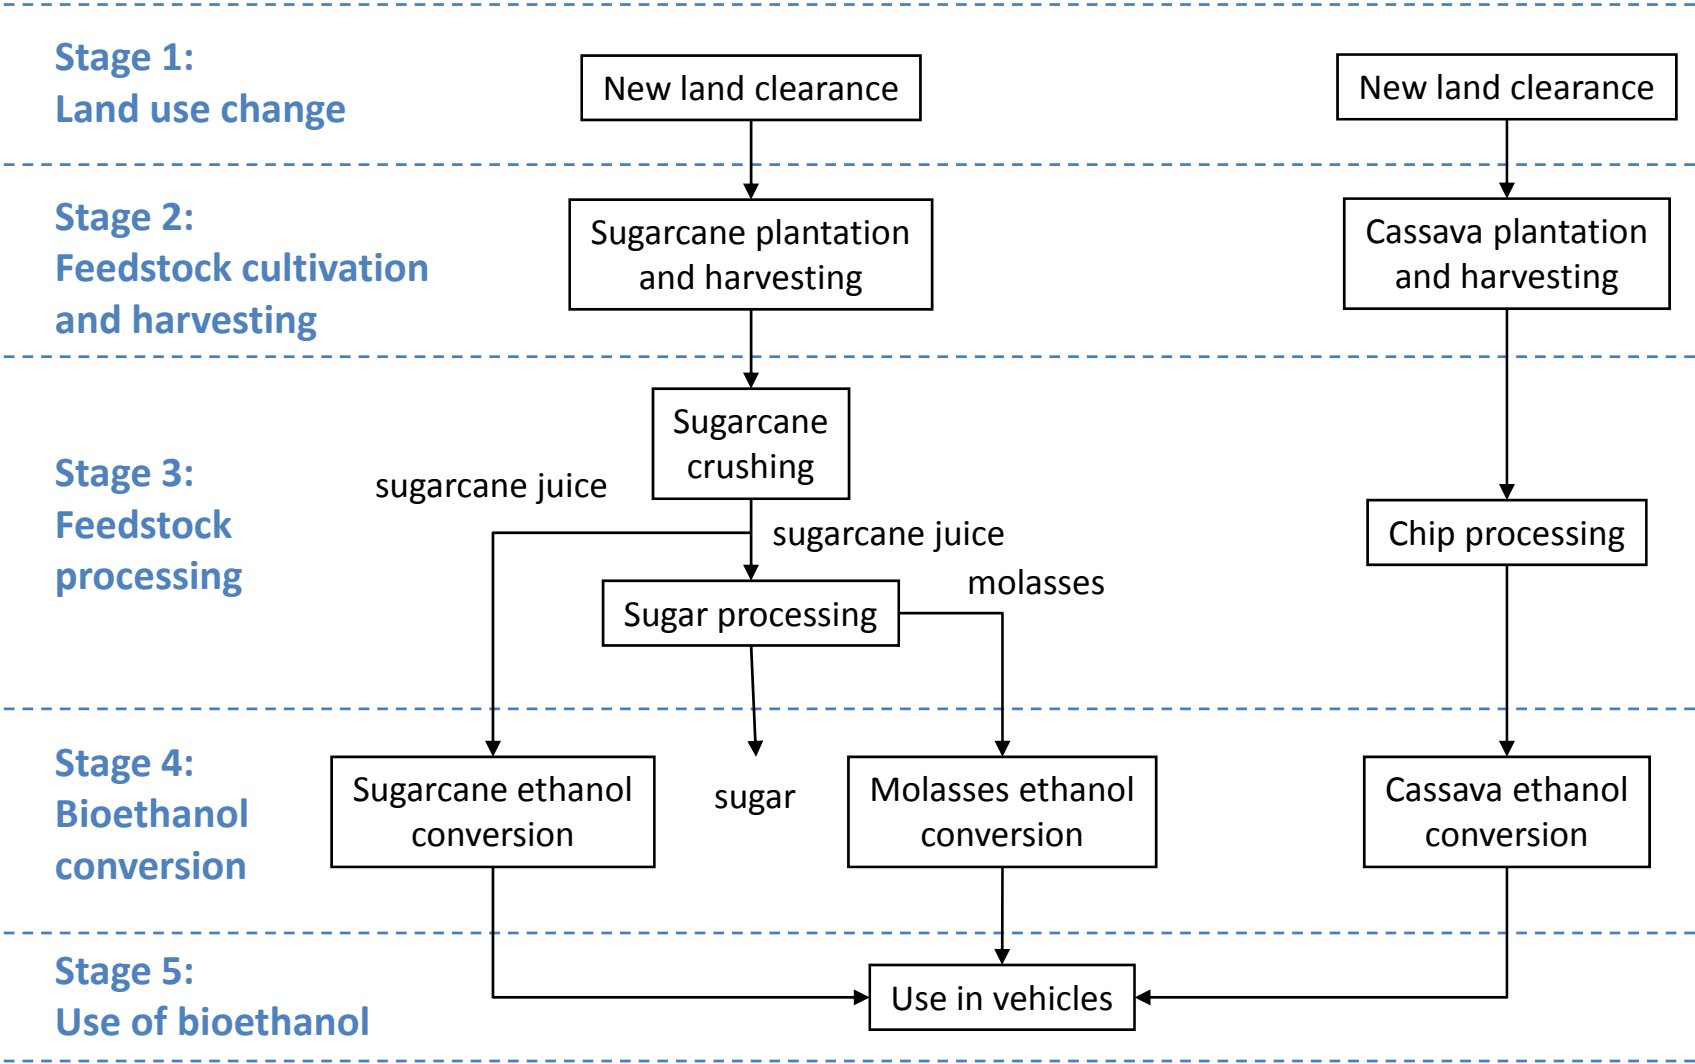 Stage 1:
Land use change
New land clearance
New land clearance
Stage 2:
Feedstock cultivation
and harvesting
Sugarcane plantation
and harvesting
Cassava plantation
and harvesting
Stage 3:
Feedstock
processing
Sugarcane
crushing
sugarcane juice
sugarcane juice
Chip processing
molasses
Sugar processing
Stage 4:
Bioethanol
conversion
Sugarcane ethanol
conversion
sugar
Molasses ethanol
conversion
Cassava ethanol
conversion
Stage 5:
Use of bioethanol
Use in vehicles